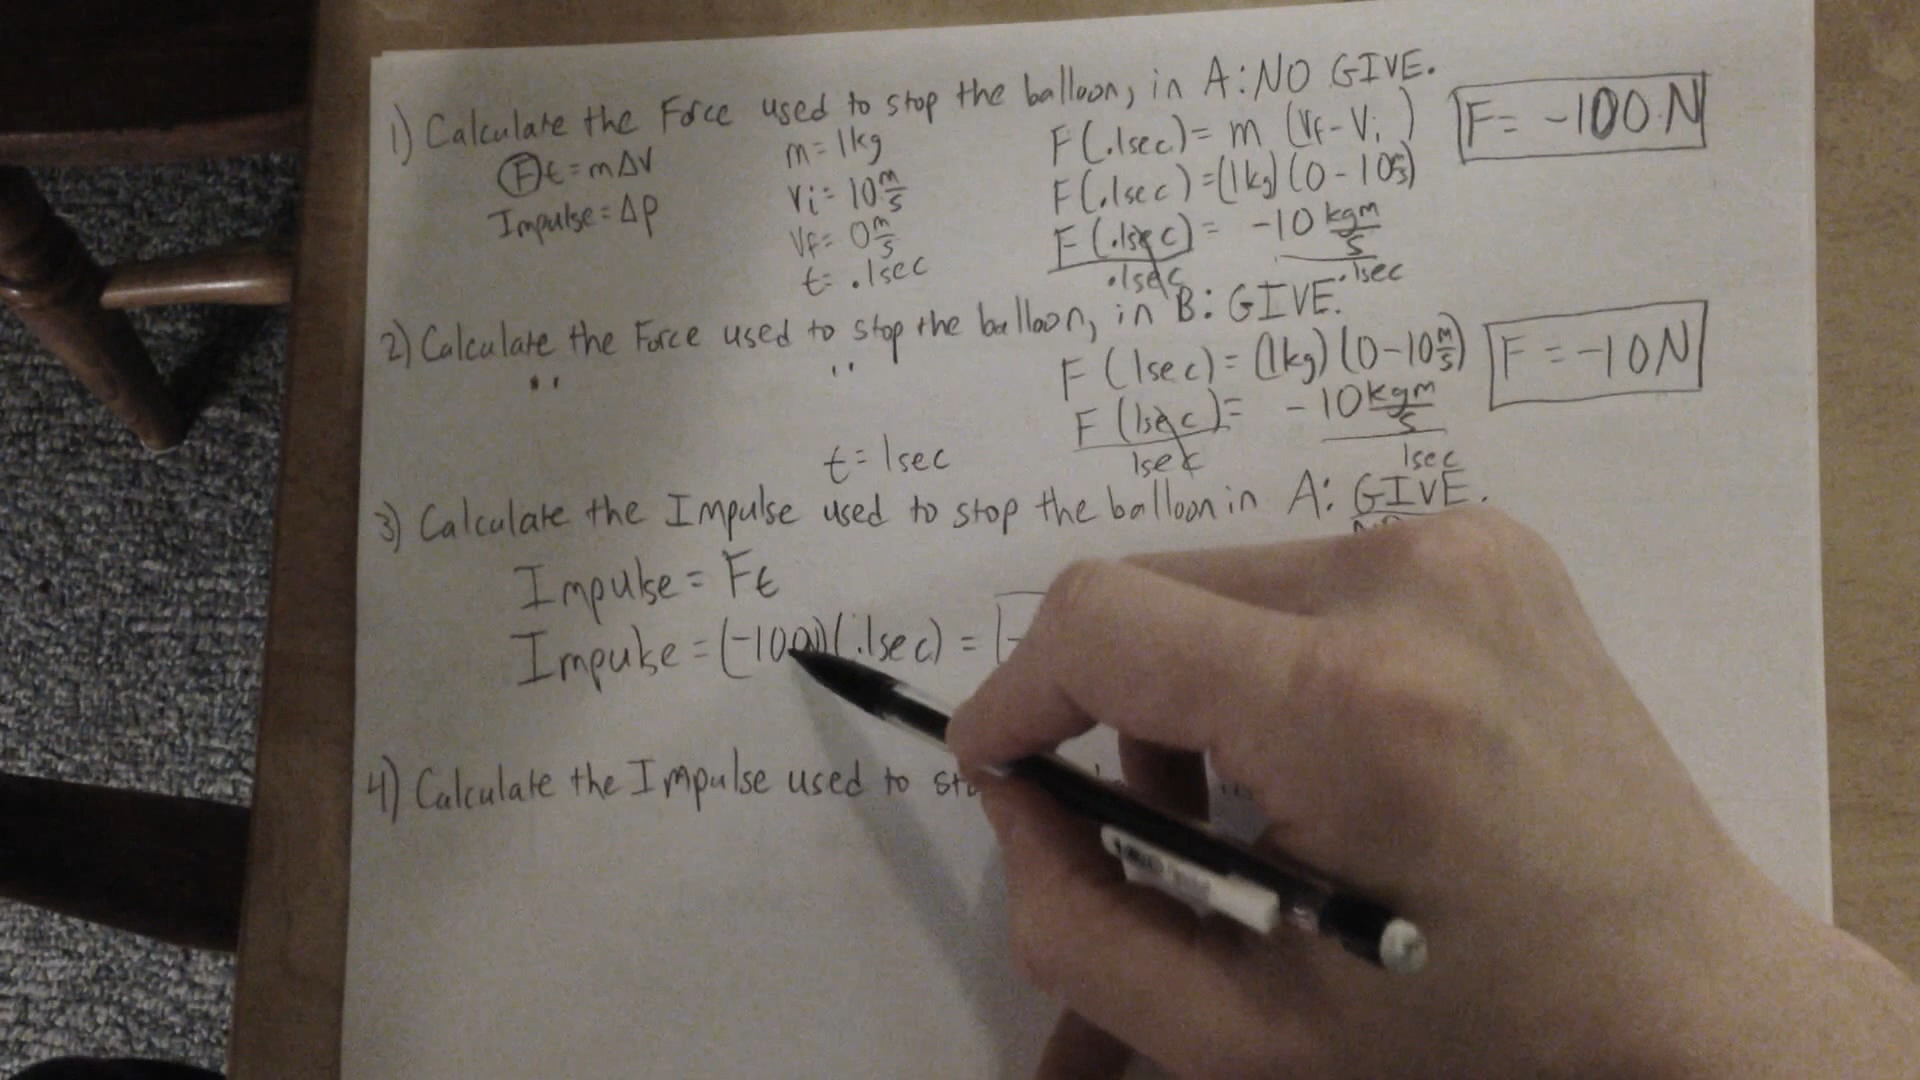 1) Calculate the Force used to stop the balloon, in A: NO GIVE.
Ft = mΔV
Impulse = Δp
m = 1kg
Vi = 10 m/s
Vf = 0 m/s
t = .1sec
F(.1sec) = m (Vf - Vi)
F(.1sec) = (1kg)(0 - 10 m/s)
F(.1sec) = -10 kgm/s
.1sec .1sec
F = -100 N
2) Calculate the Force used to stop the balloon, in B: GIVE.
" "
t = 1sec
F (1sec) = (1kg)(0-10 m/s)
F (1sec) = -10 kgm/s
1sec 1sec
F = -10N
3) Calculate the Impulse used to stop the balloon in A: GIVE.
Impulse = Ft
Impulse = (-100N)(.1sec) = -
4) Calculate the Impulse used to